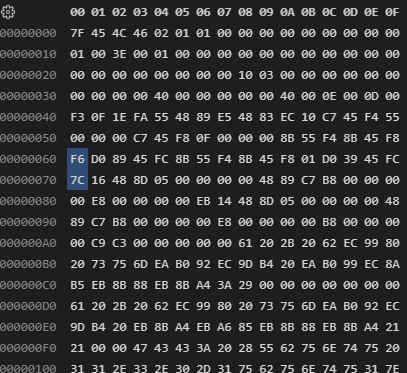 00 01 02 03 04 05 06 07 08 09 0A 0B 0C 0D 0E 0F
00000000 7F 45 4C 46 02 01 01 00 00 00 00 00 00 00 00 00
00000010 01 00 3E 00 01 00 00 00 00 00 00 00 00 00 00 00
00000020 00 00 00 00 00 00 00 00 10 03 00 00 00 00 00 00
00000030 00 00 00 00 40 00 00 00 00 00 40 00 0E 00 0D 00
00000040 F3 0F 1E FA 55 48 89 E5 48 83 EC 10 C7 45 F4 55
00000050 00 00 00 C7 45 F8 0F 00 00 00 8B 55 F4 8B 45 F8
00000060 F6 D0 89 45 FC 8B 55 F4 8B 45 F8 01 D0 39 45 FC
00000070 7C 16 48 8D 05 00 00 00 00 48 89 C7 B8 00 00 00
00000080 00 E8 00 00 00 00 EB 14 48 8D 05 00 00 00 00 48
00000090 89 C7 B8 00 00 00 00 E8 00 00 00 00 B8 00 00 00
000000A0 00 C9 C3 00 00 00 00 00 61 20 2B 20 62 EC 99 80
000000B0 20 73 75 6D EA B0 92 EC 9D B4 20 EA B0 99 EC 8A
000000C0 B5 EB 8B 88 EB 8B A4 3A 29 00 00 00 00 00 00 00
000000D0 61 20 2B 20 62 EC 99 80 20 73 75 6D EA B0 92 EC
000000E0 9D B4 20 EB 8B A4 EB A6 85 EB 8B 88 EB 8B A4 21
000000F0 21 00 00 47 43 43 3A 20 28 55 62 75 6E 74 75 20
00000100 31 31 2E 33 2E 30 2D 31 75 62 75 6E 74 75 31 7E